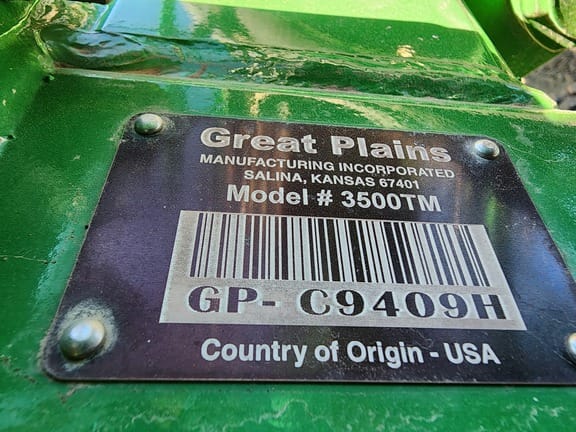 Great Plains
MANUFACTURING INCORPORATED
SALINA, KANSAS 67401
Model # 3500TM
GP- C9409H
Country of Origin - USA